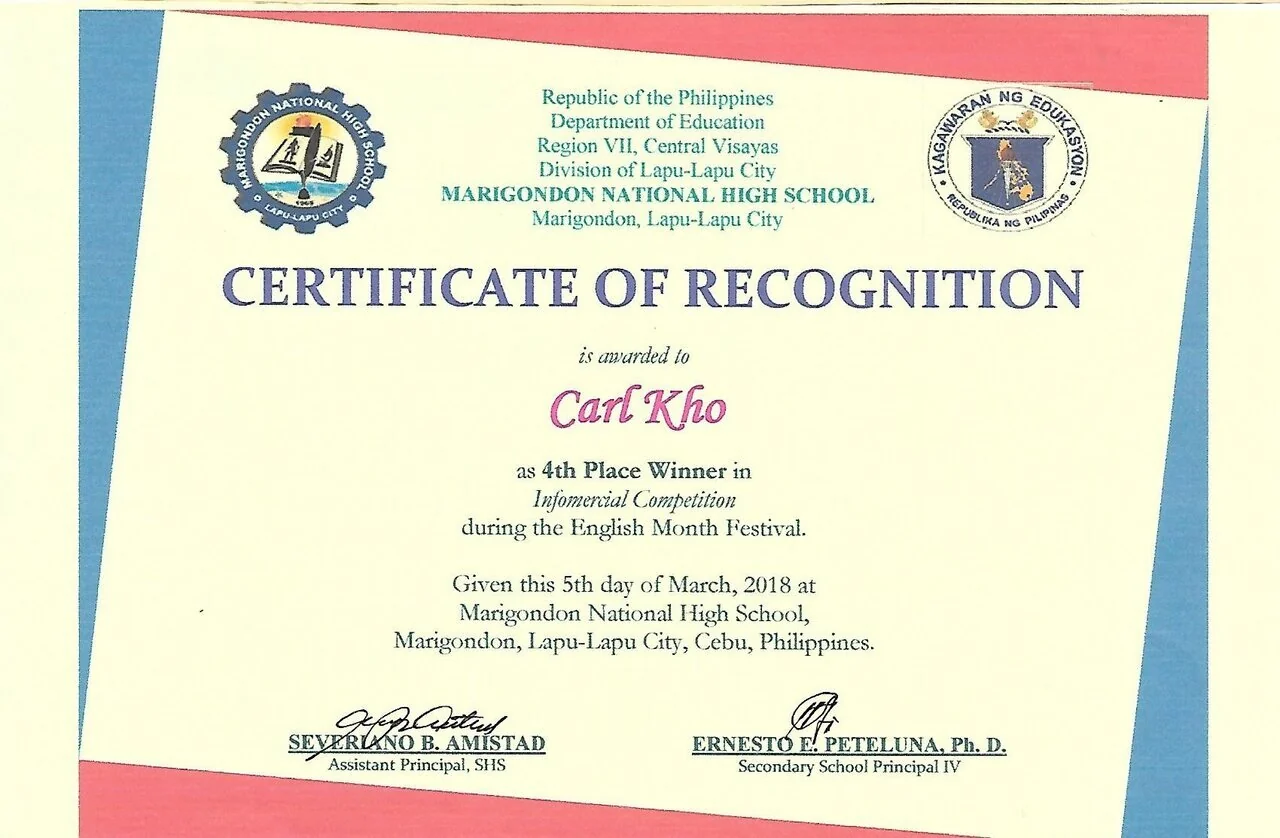 MARIGONDON NATIONAL HIGH SCHOOL
LAPU-LAPU CITY
1968
KAGAWARAN NG EDUKASYON
REPUBLIKA NG PILIPINAS
Republic of the Philippines
Department of Education
Region VII, Central Visayas
Division of Lapu-Lapu City
MARIGONDON NATIONAL HIGH SCHOOL
Marigondon, Lapu-Lapu City
CERTIFICATE OF RECOGNITION
is awarded to
Carl Kho
as 4th Place Winner in
Infomercial Competition
during the English Month Festival.
Given this 5th day of March, 2018 at
Marigondon National High School,
Marigondon, Lapu-Lapu City, Cebu, Philippines.
SEVERIANO B. AMISTAD
Assistant Principal, SHS
ERNESTO E. PETELUNA, Ph. D.
Secondary School Principal IV